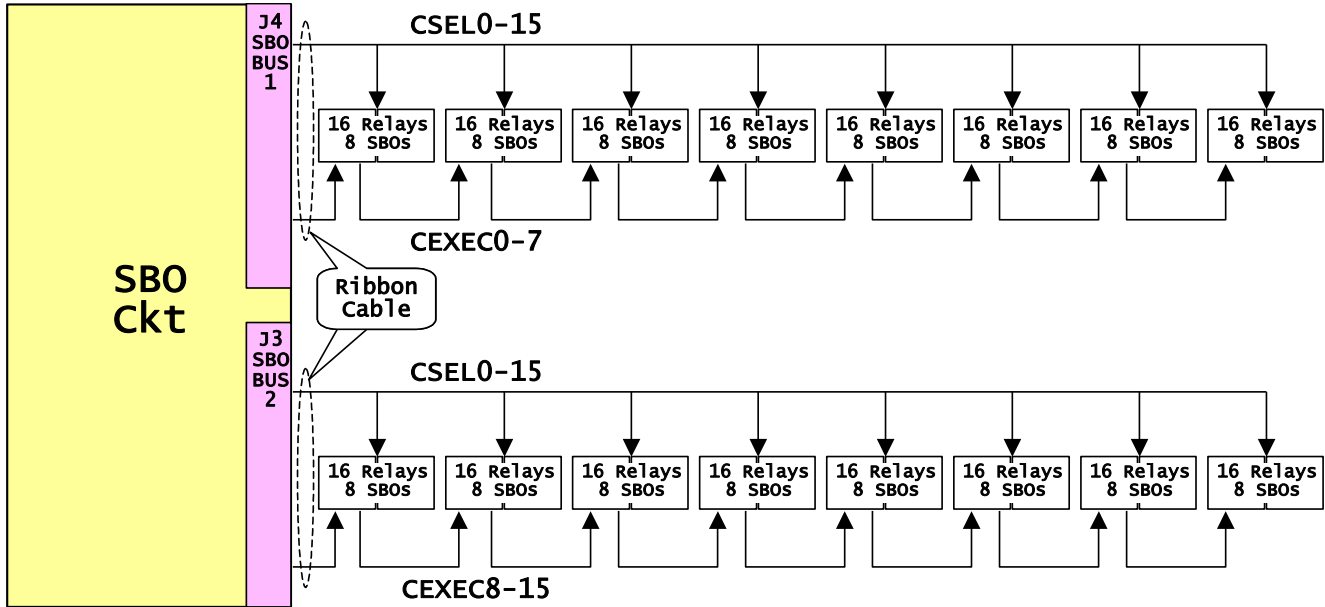 J4
SBO
BUS
1
CSEL0-15
16 Relays
8 SBOs
16 Relays
8 SBOs
16 Relays
8 SBOs
16 Relays
8 SBOs
16 Relays
8 SBOs
16 Relays
8 SBOs
16 Relays
8 SBOs
16 Relays
8 SBOs
CEXEC0-7
SBO
Ckt
Ribbon
Cable
J3
SBO
BUS
2
CSEL0-15
16 Relays
8 SBOs
16 Relays
8 SBOs
16 Relays
8 SBOs
16 Relays
8 SBOs
16 Relays
8 SBOs
16 Relays
8 SBOs
16 Relays
8 SBOs
16 Relays
8 SBOs
CEXEC8-15